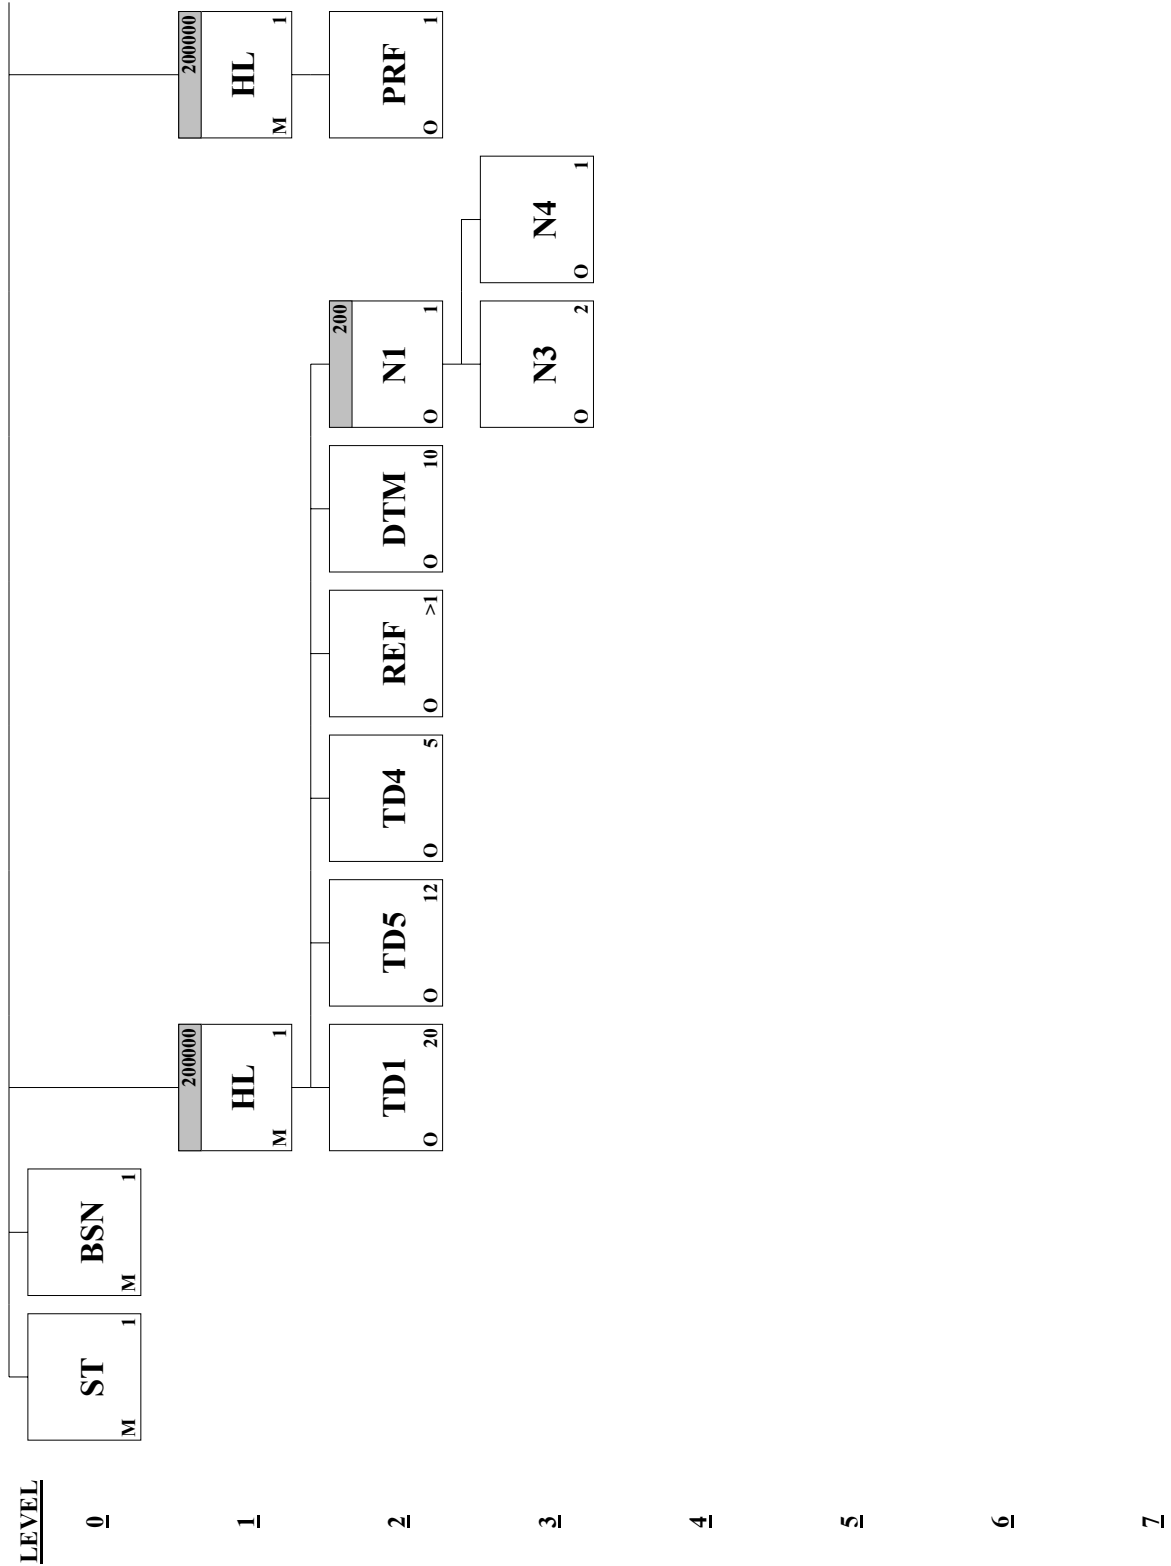 LEVEL
0
ST
M 1
BSN
M 1
1
200000
HL
M 1
200000
HL
M 1
2
TD1
O 20
TD5
O 12
TD4
O 5
REF
O >1
DTM
O 10
200
N1
O 1
PRF
O 1
3
N3
O 2
N4
O 1
4
5
6
7